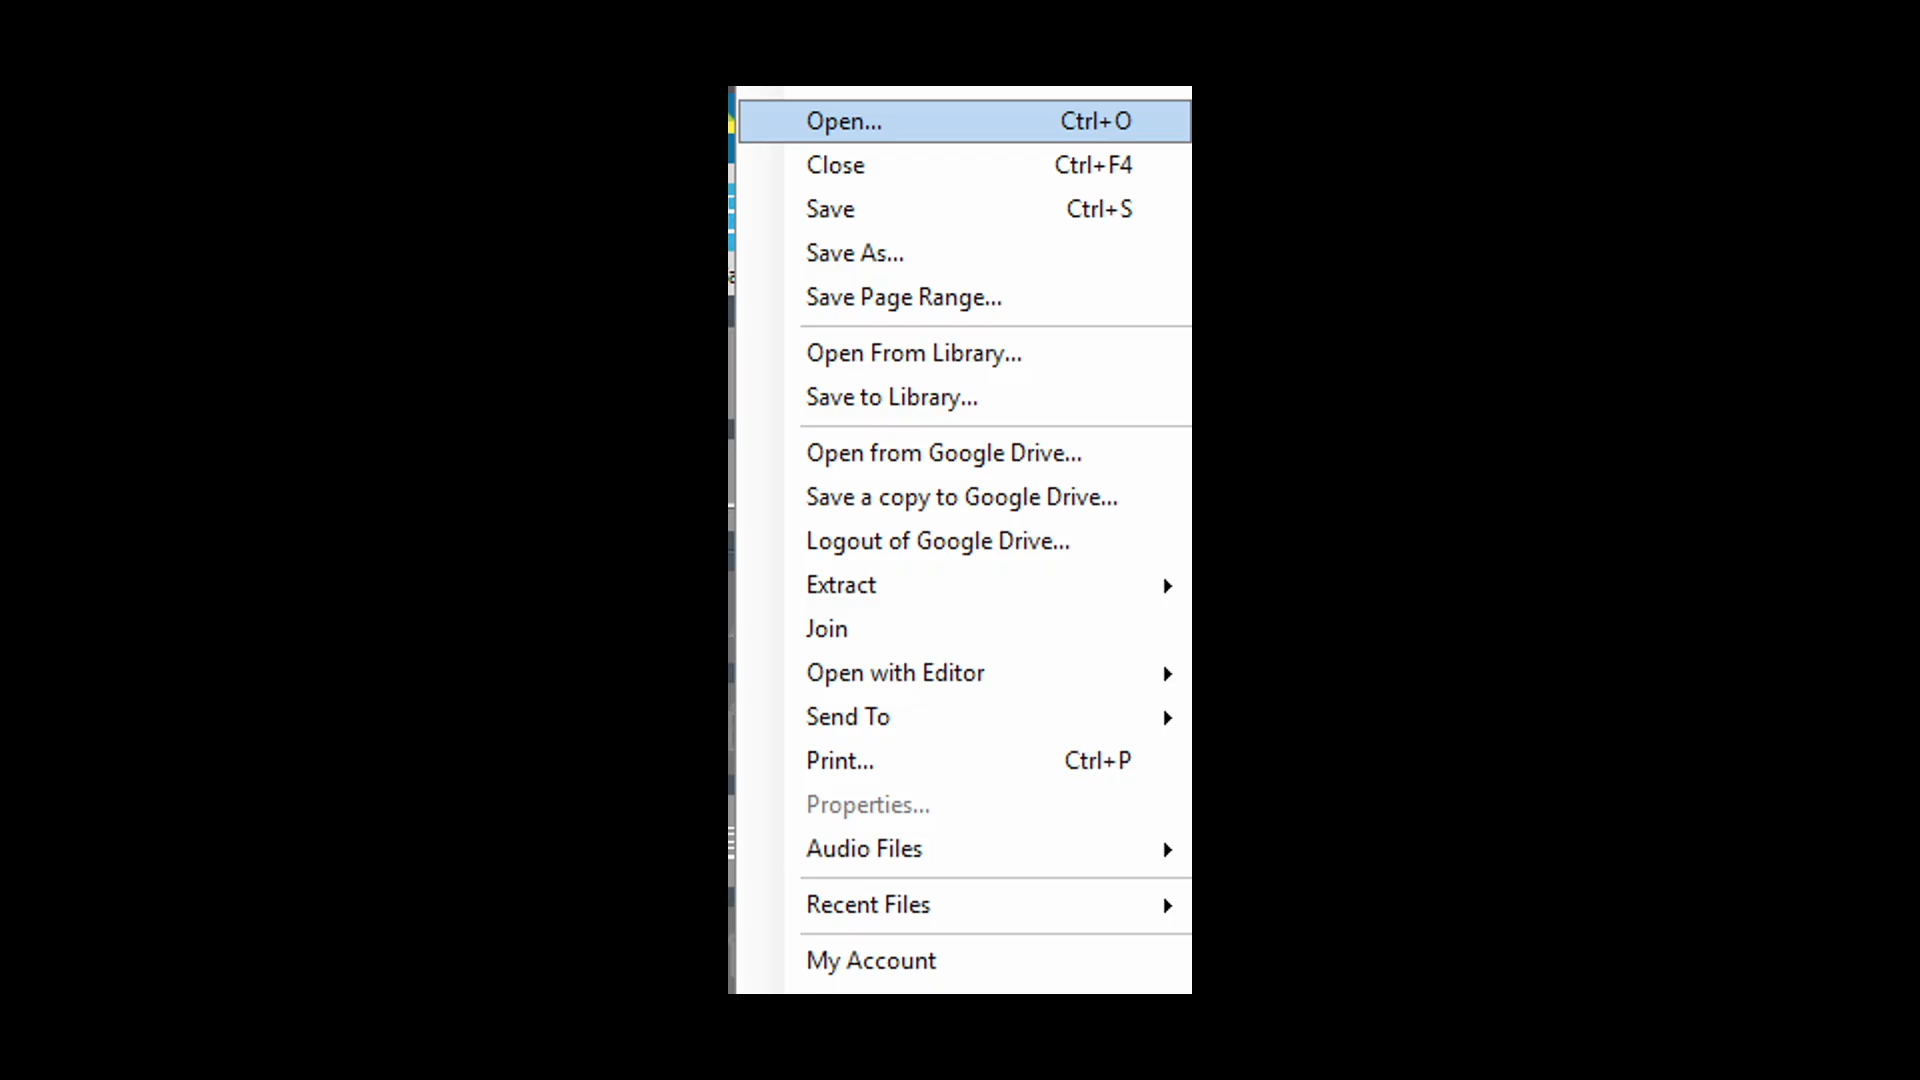 Open... Ctrl+O
Close Ctrl+F4
Save Ctrl+S
Save As...
Save Page Range...
Open From Library...
Save to Library...
Open from Google Drive...
Save a copy to Google Drive...
Logout of Google Drive...
Extract
Join
Open with Editor
Send To
Print... Ctrl+P
Properties...
Audio Files
Recent Files
My Account